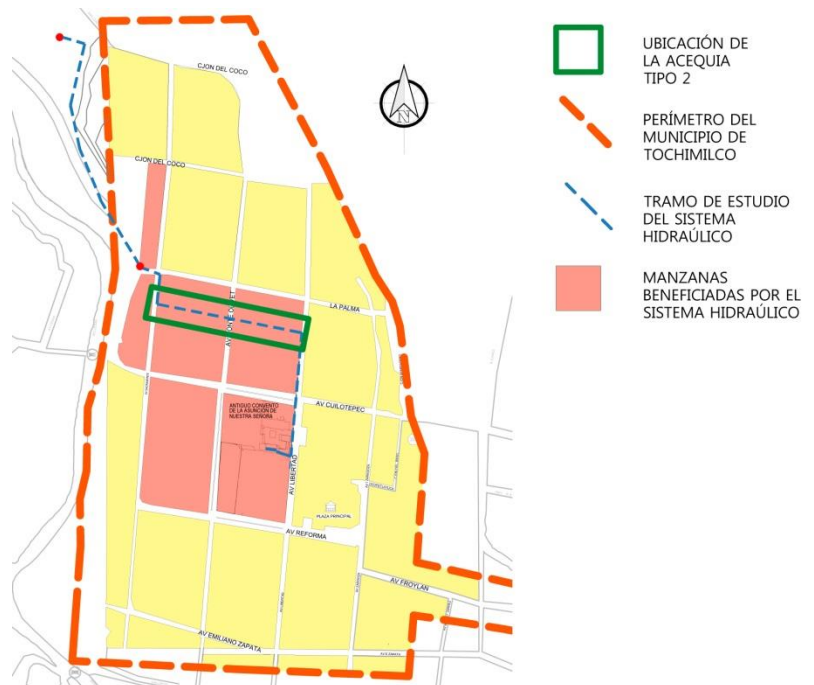 CJON DEL COCO
CJON DEL COCO
N
LA PALMA
AV CUILOTEPEC
ANTIGUO CONVENTO
DE LA ASUNCIÓN DE
NUESTRA SEÑORA
AV LIBERTAD
PLAZA PRINCIPAL
AV REFORMA
AV FROYLAN
AV EMILIANO ZAPATA
UBICACIÓN DE
LA ACEQUIA
TIPO 2
PERÍMETRO DEL
MUNICIPIO DE
TOCHIMILCO
TRAMO DE ESTUDIO
DEL SISTEMA
HIDRAÚLICO
MANZANAS
BENEFICIADAS POR EL
SISTEMA HIDRAÚLICO